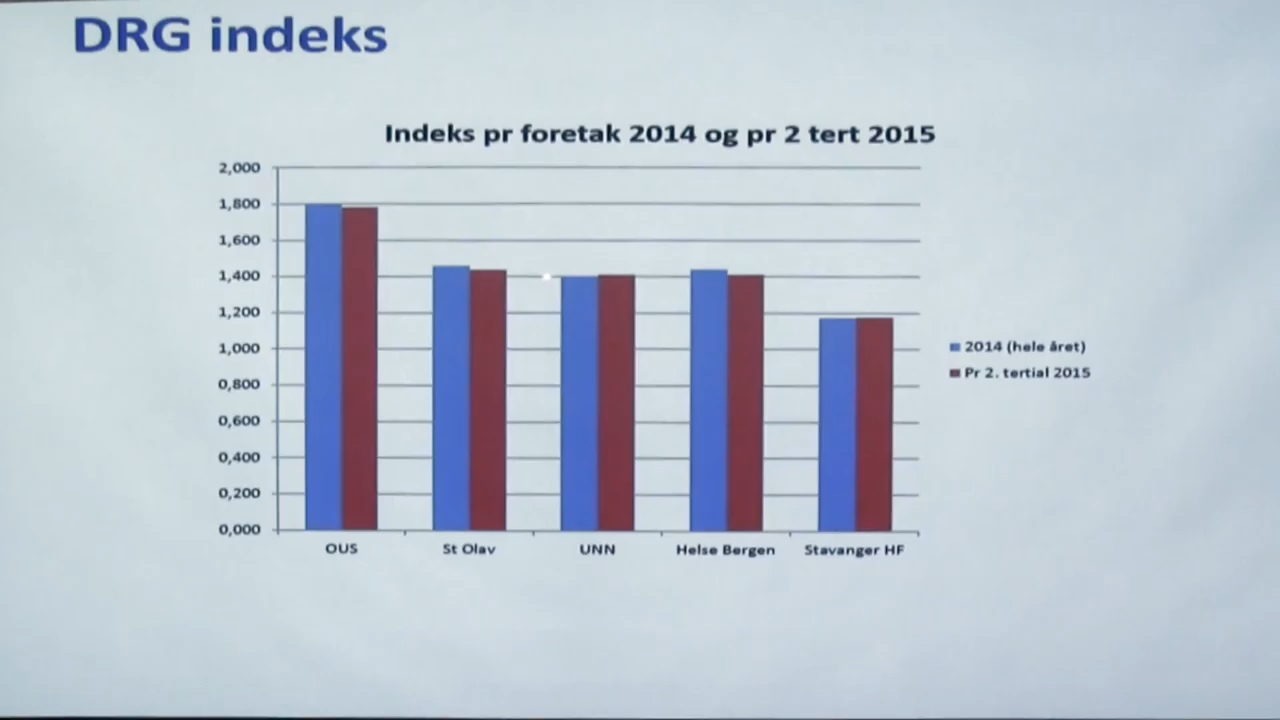 DRG indeks
Indeks pr foretak 2014 og pr 2 tert 2015
2,000
1,800
1,600
1,400
1,200
1,000
0,800
0,600
0,400
0,200
0,000
OUS St Olav UNN Helse Bergen Stavanger HF
2014 (hele året)
Pr 2. tertial 2015